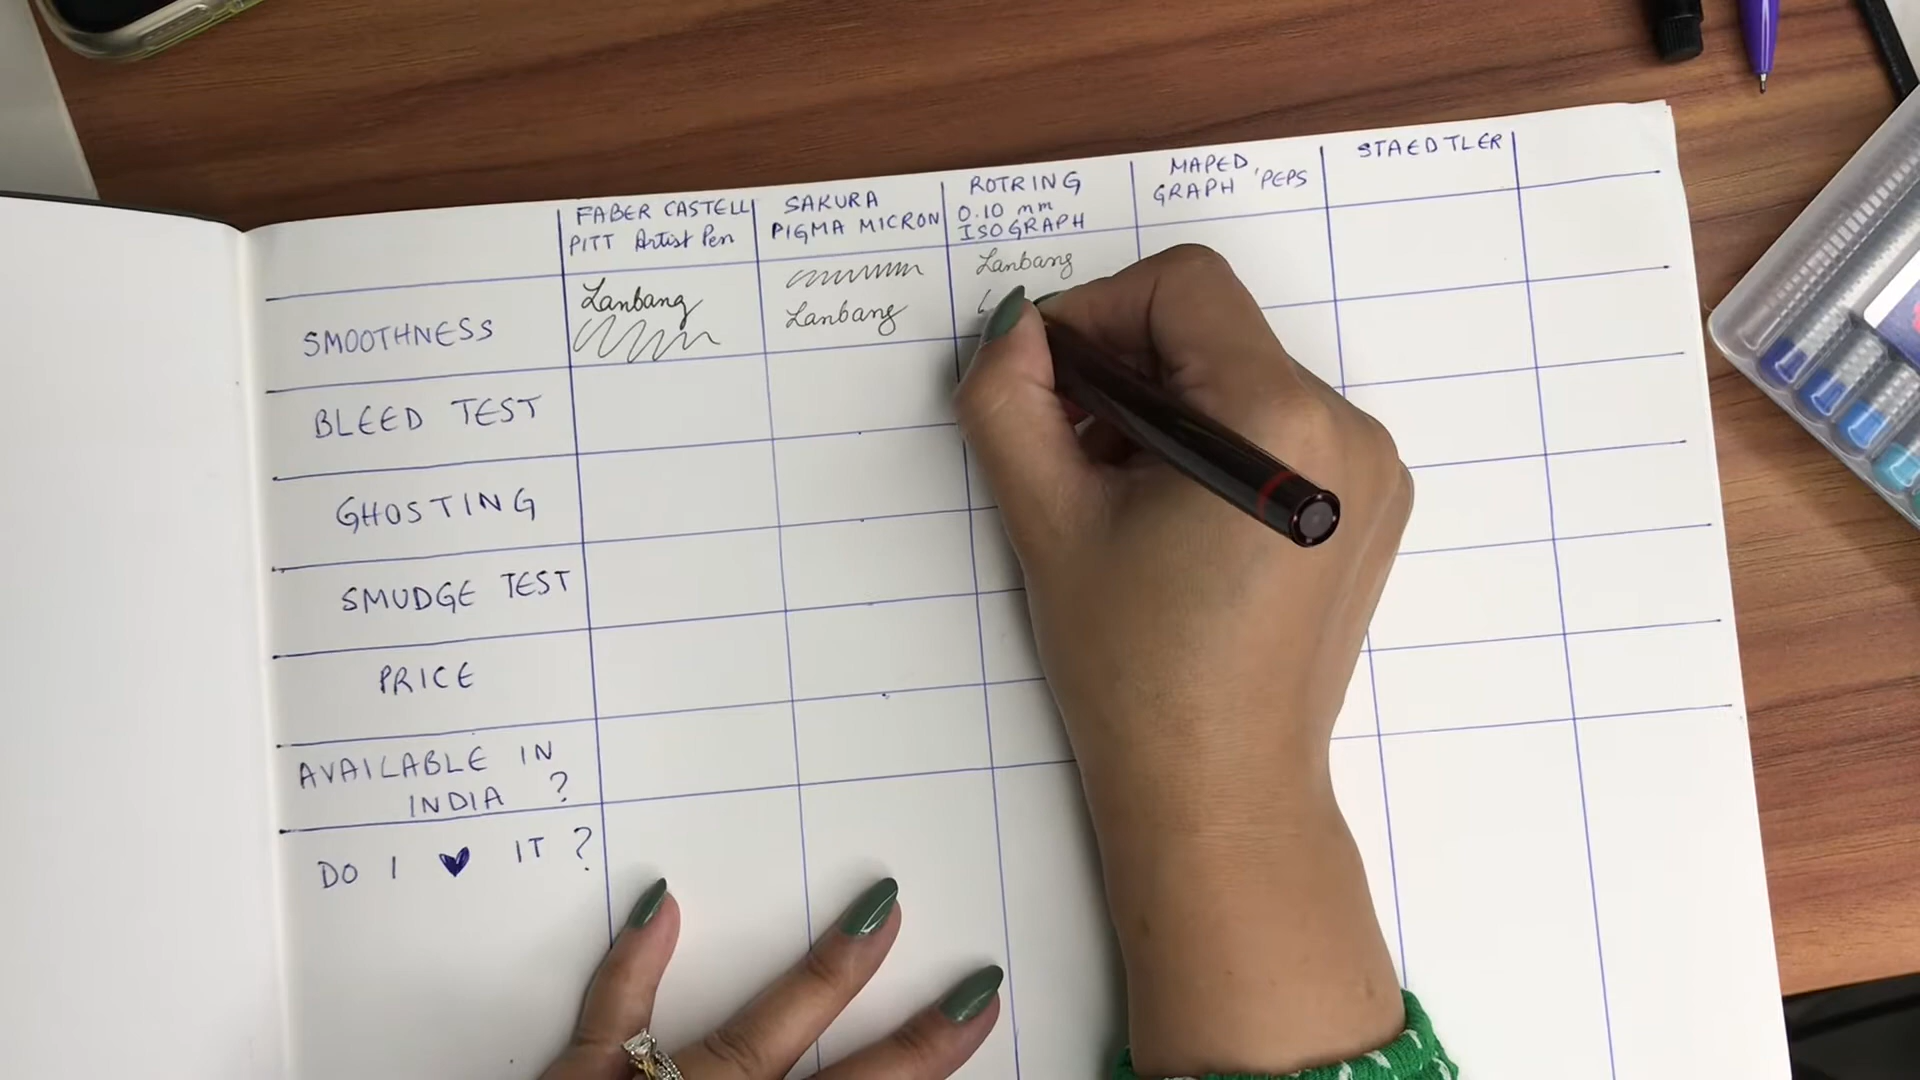 FABER CASTELL
PITT Artist Pen
SAKURA
PIGMA MICRON
ROTRING
0.10 mm
ISOGRAPH
MAPED
GRAPH 'PEPS
STAEDTLER
SMOOTHNESS
Lanbang
Lanbang
Lanbang
BLEED TEST
GHOSTING
SMUDGE TEST
PRICE
AVAILABLE IN
INDIA ?
DO I ♥ IT ?